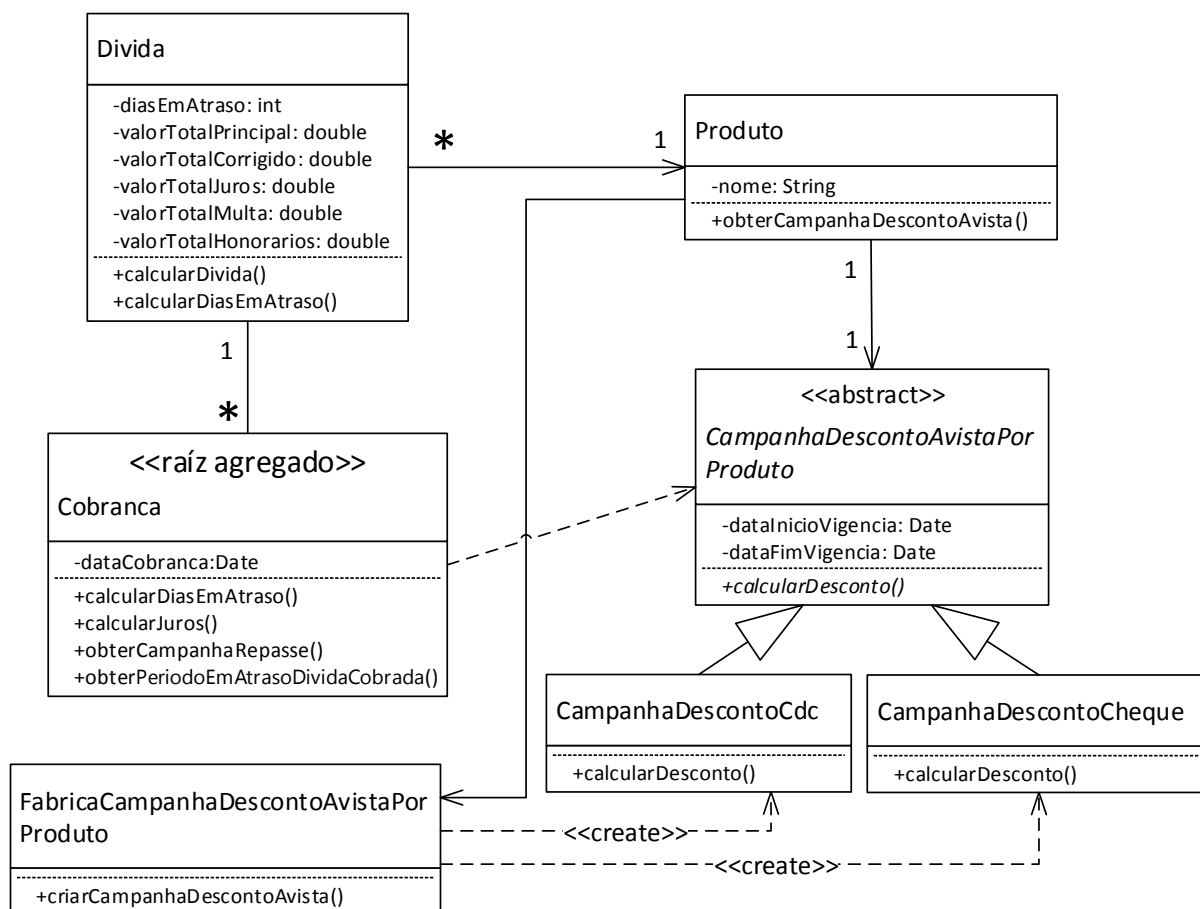 Divida
-diasEmAtraso: int
-valorTotalPrincipal: double
-valorTotalCorrigido: double
-valorTotalJuros: double
-valorTotalMulta: double
-valorTotalHonorarios: double
+calcularDivida()
+calcularDiasEmAtraso()
*
1
Produto
-nome: String
+obterCampanhaDescontoAvista()
1
*
1
1
<<raíz agregado>>
Cobranca
-dataCobranca:Date
+calcularDiasEmAtraso()
+calcularJuros()
+obterCampanhaRepasse()
+obterPeriodoEmAtrasoDividaCobrada()
<<abstract>>
CampanhaDescontoAvistaPor
Produto
-dataInicioVigencia: Date
-dataFimVigencia: Date
+calcularDesconto()
CampanhaDescontoCdc
+calcularDesconto()
CampanhaDescontoCheque
+calcularDesconto()
FabricaCampanhaDescontoAvistaPor
Produto
+criarCampanhaDescontoAvista()
<<create>>
<<create>>